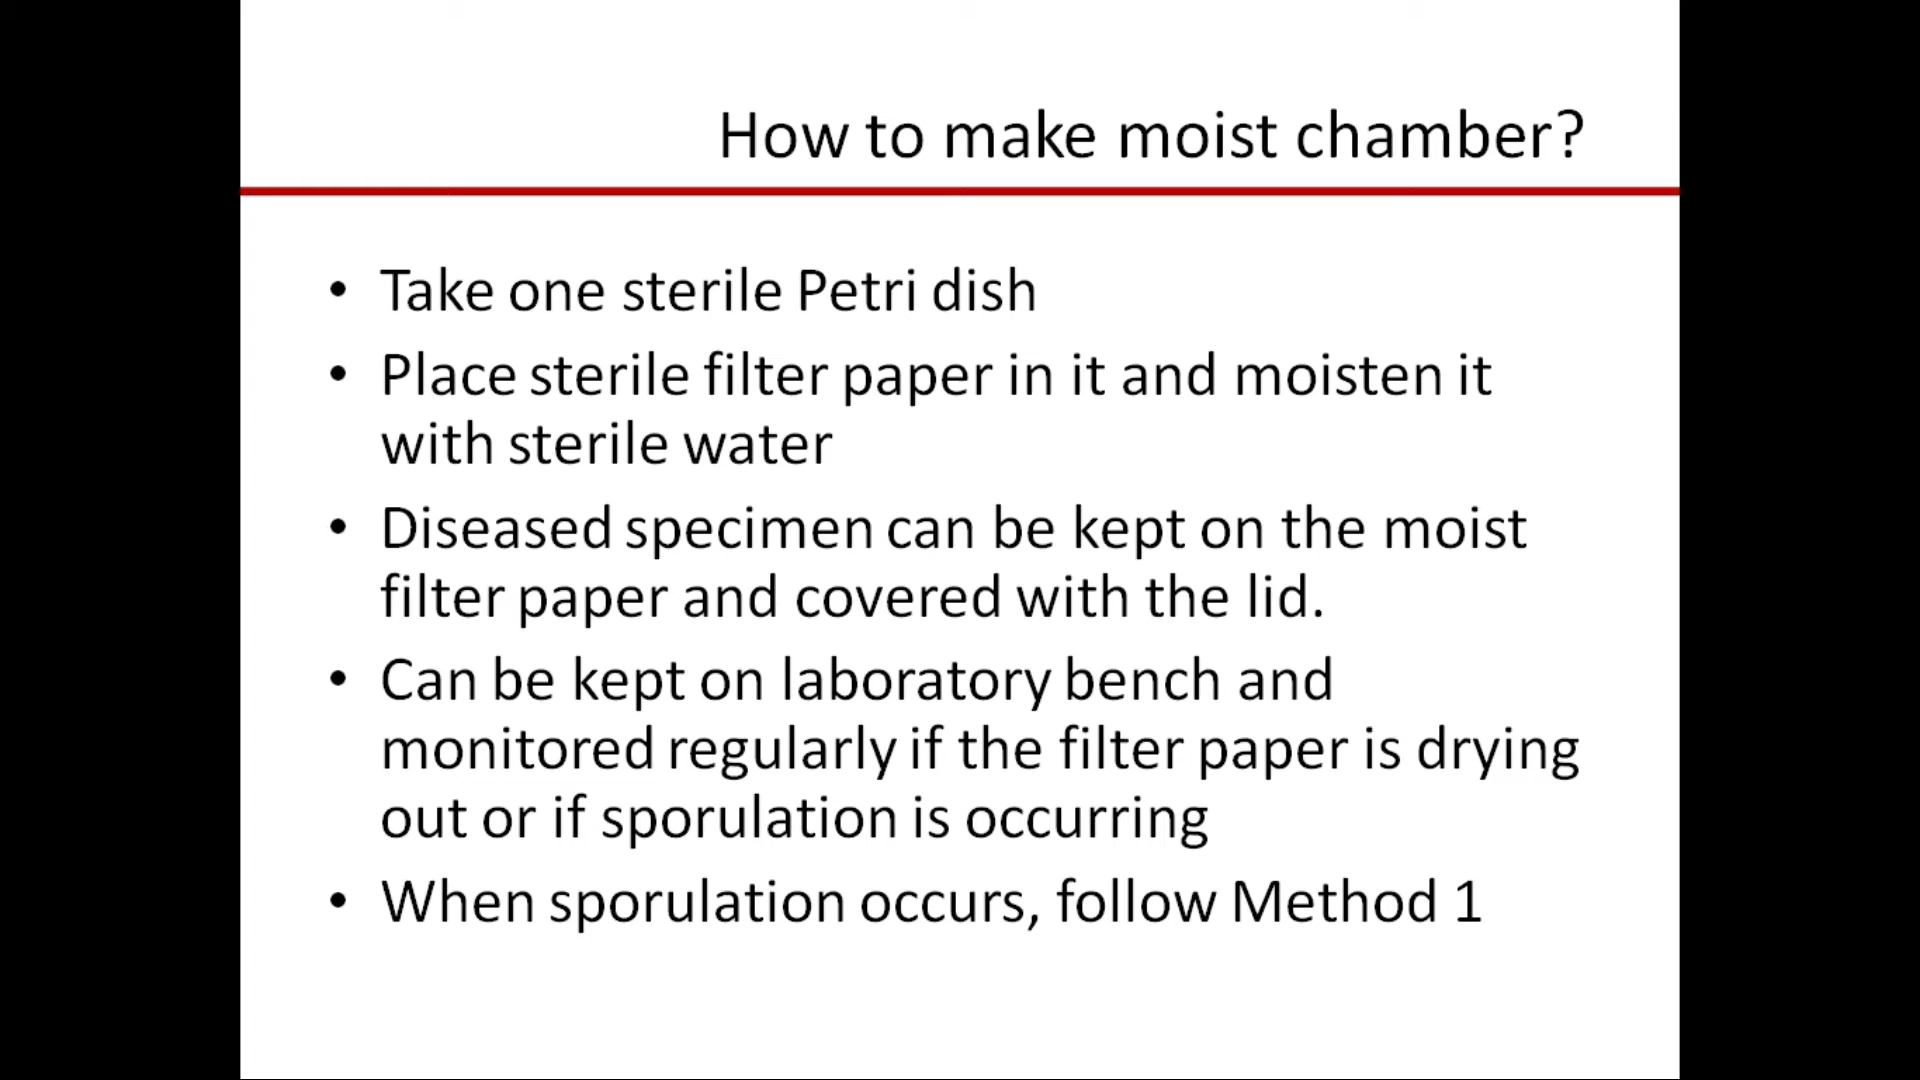 How to make moist chamber?
• Take one sterile Petri dish
• Place sterile filter paper in it and moisten it
with sterile water
• Diseased specimen can be kept on the moist
filter paper and covered with the lid.
• Can be kept on laboratory bench and
monitored regularly if the filter paper is drying
out or if sporulation is occurring
• When sporulation occurs, follow Method 1